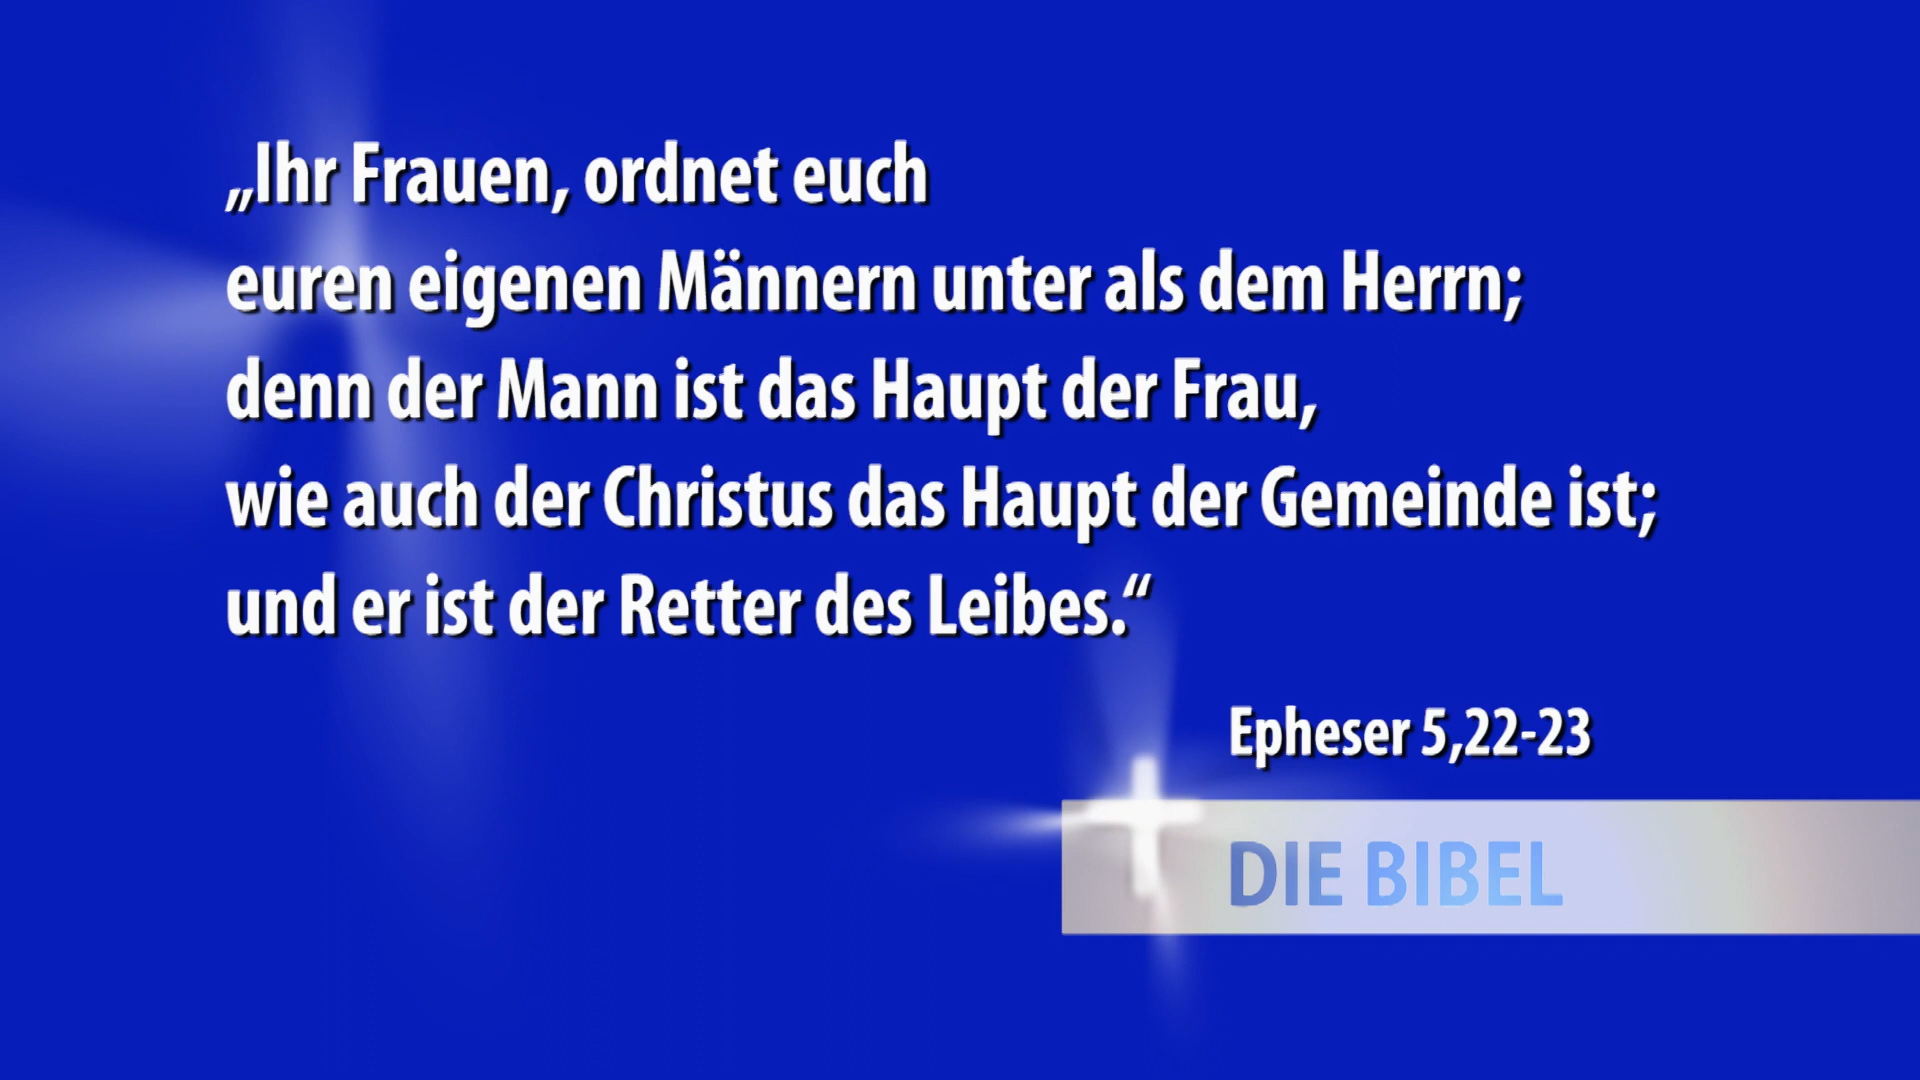 „Ihr Frauen, ordnet euch
euren eigenen Männern unter als dem Herrn;
denn der Mann ist das Haupt der Frau,
wie auch der Christus das Haupt der Gemeinde ist;
und er ist der Retter des Leibes.“
Epheser 5,22-23
DIE BIBEL